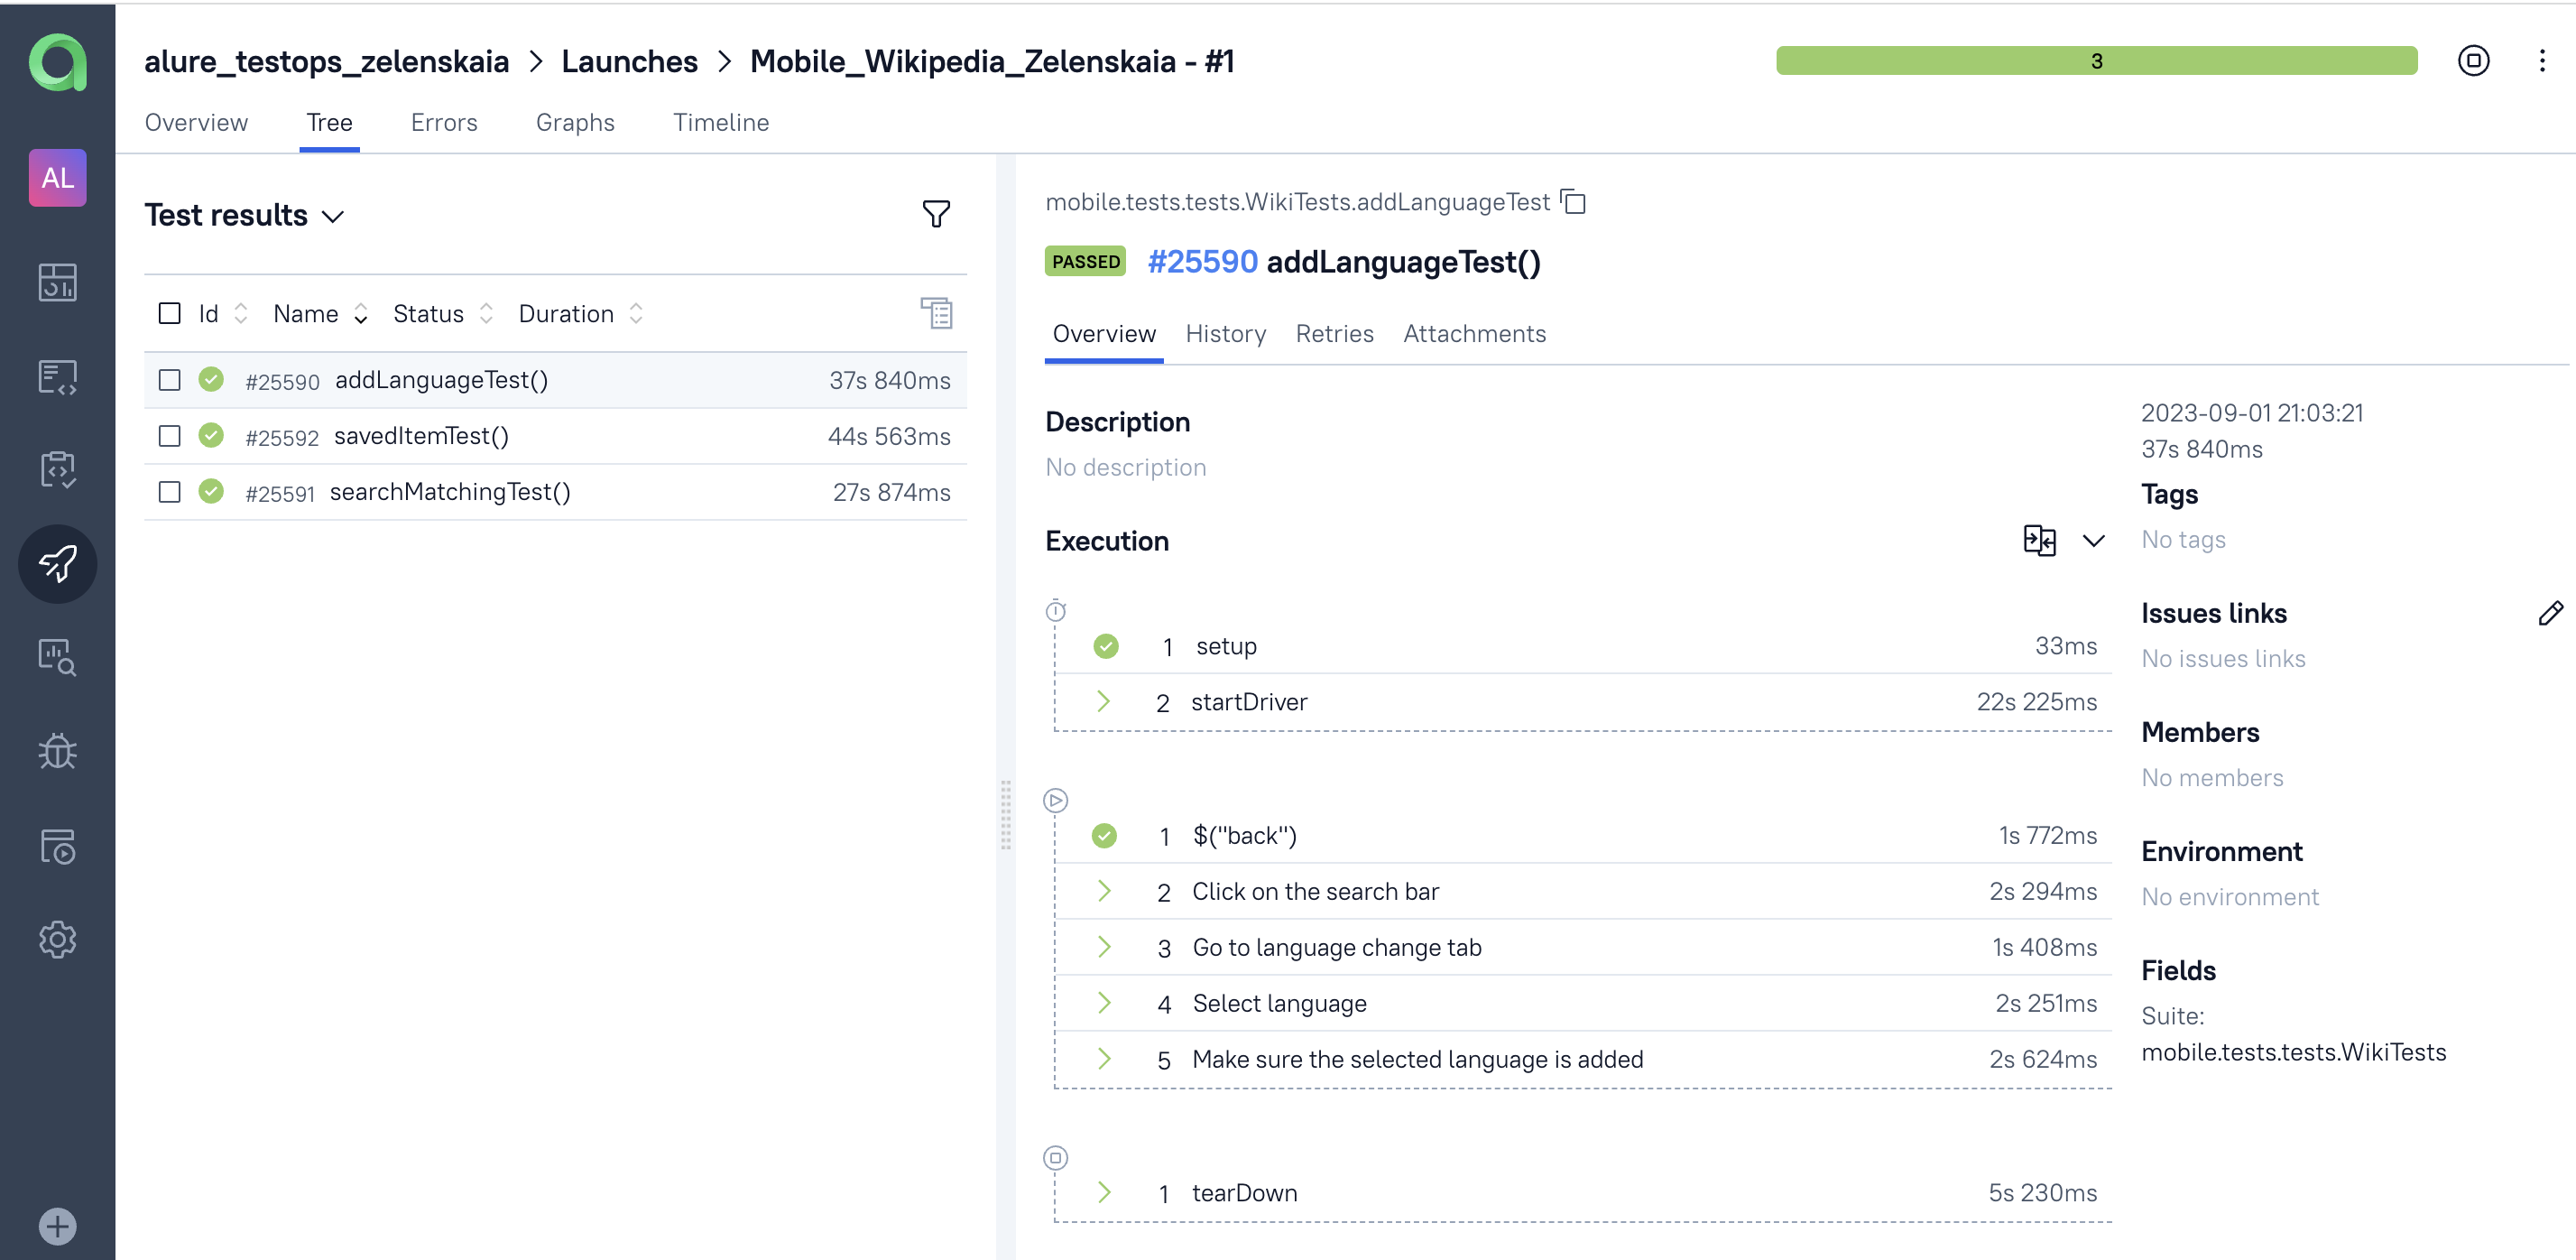 alure_testops_zelenskaia > Launches > Mobile_Wikipedia_Zelenskaia - #1
3
Overview Tree Errors Graphs Timeline
AL
Test results
Id Name Status Duration
#25590 addLanguageTest() 37s 840ms
#25592 savedItemTest() 44s 563ms
#25591 searchMatchingTest() 27s 874ms
mobile.tests.tests.WikiTests.addLanguageTest
PASSED #25590 addLanguageTest()
Overview History Retries Attachments
Description
No description
Execution
1 setup 33ms
2 startDriver 22s 225ms
1 $("back") 1s 772ms
2 Click on the search bar 2s 294ms
3 Go to language change tab 1s 408ms
4 Select language 2s 251ms
5 Make sure the selected language is added 2s 624ms
1 tearDown 5s 230ms
2023-09-01 21:03:21
37s 840ms
Tags
No tags
Issues links
No issues links
Members
No members
Environment
No environment
Fields
Suite:
mobile.tests.tests.WikiTests